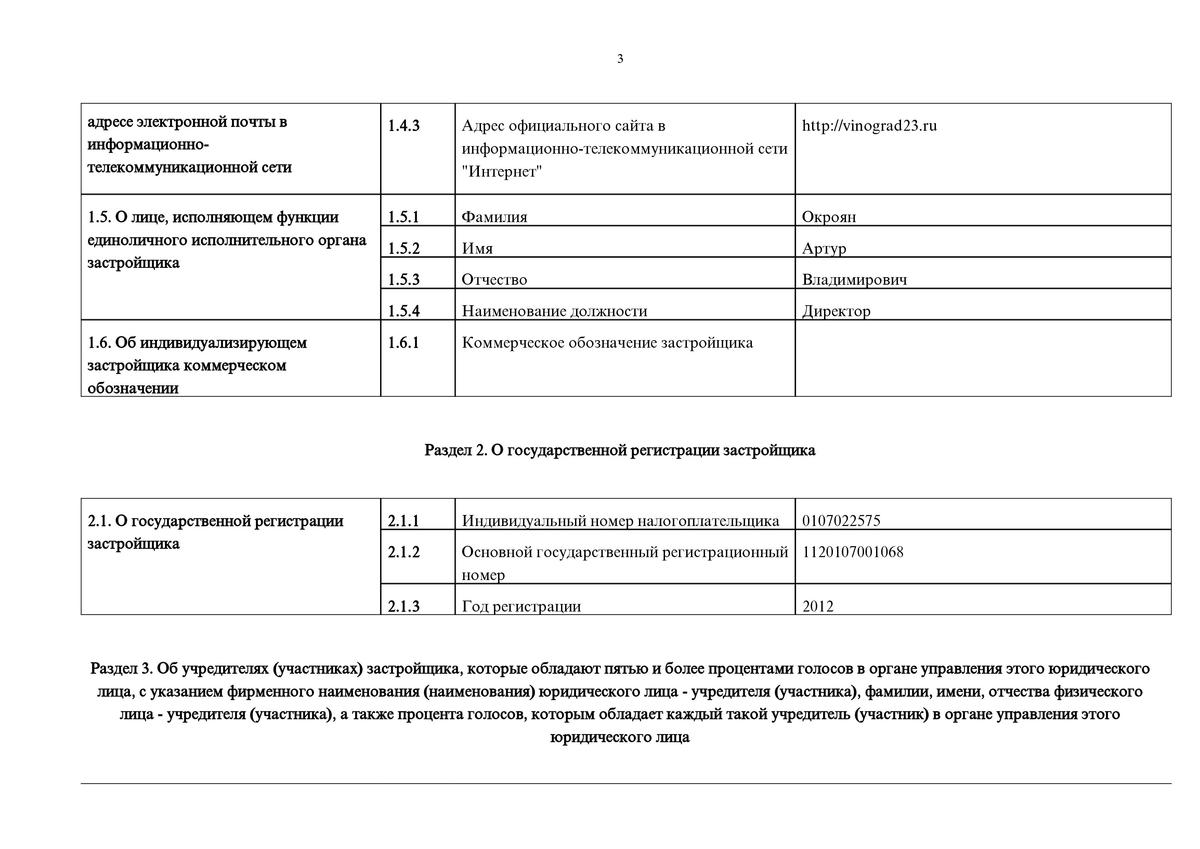 3
адресе электронной почты в
информационно-
телекоммуникационной сети
1.4.3
Адрес официального сайта в
информационно-телекоммуникационной сети
"Интернет"
http://vinograd23.ru
1.5. О лице, исполняющем функции
единоличного исполнительного органа
застройщика
1.5.1
Фамилия
Окроян
1.5.2
Имя
Артур
1.5.3
Отчество
Владимирович
1.5.4
Наименование должности
Директор
1.6. Об индивидуализирующем
застройщика коммерческом
обозначении
1.6.1
Коммерческое обозначение застройщика
Раздел 2. О государственной регистрации застройщика
2.1. О государственной регистрации
застройщика
2.1.1
Индивидуальный номер налогоплательщика
0107022575
2.1.2
Основной государственный регистрационный
номер
1120107001068
2.1.3
Год регистрации
2012
Раздел 3. Об учредителях (участниках) застройщика, которые обладают пятью и более процентами голосов в органе управления этого юридического
лица, с указанием фирменного наименования (наименования) юридического лица - учредителя (участника), фамилии, имени, отчества физического
лица - учредителя (участника), а также процента голосов, которым обладает каждый такой учредитель (участник) в органе управления этого
юридического лица